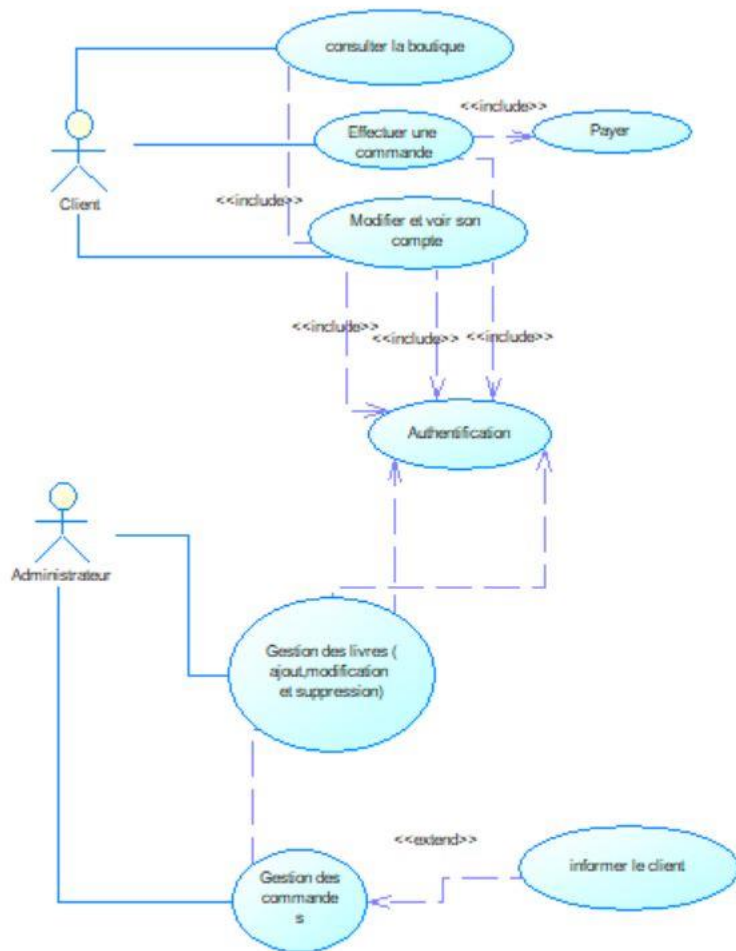 consulter la boutique
<<include>>
Effectuer une
commande
Payer
Client
<<include>>
Modifier et voir son
compte
<<include>>
<<include>>
<<include>>
Authentification
Administrateur
Gestion des livres (
ajout,modification
et suppression)
<<extend>>
informer le client
Gestion des
commande
s